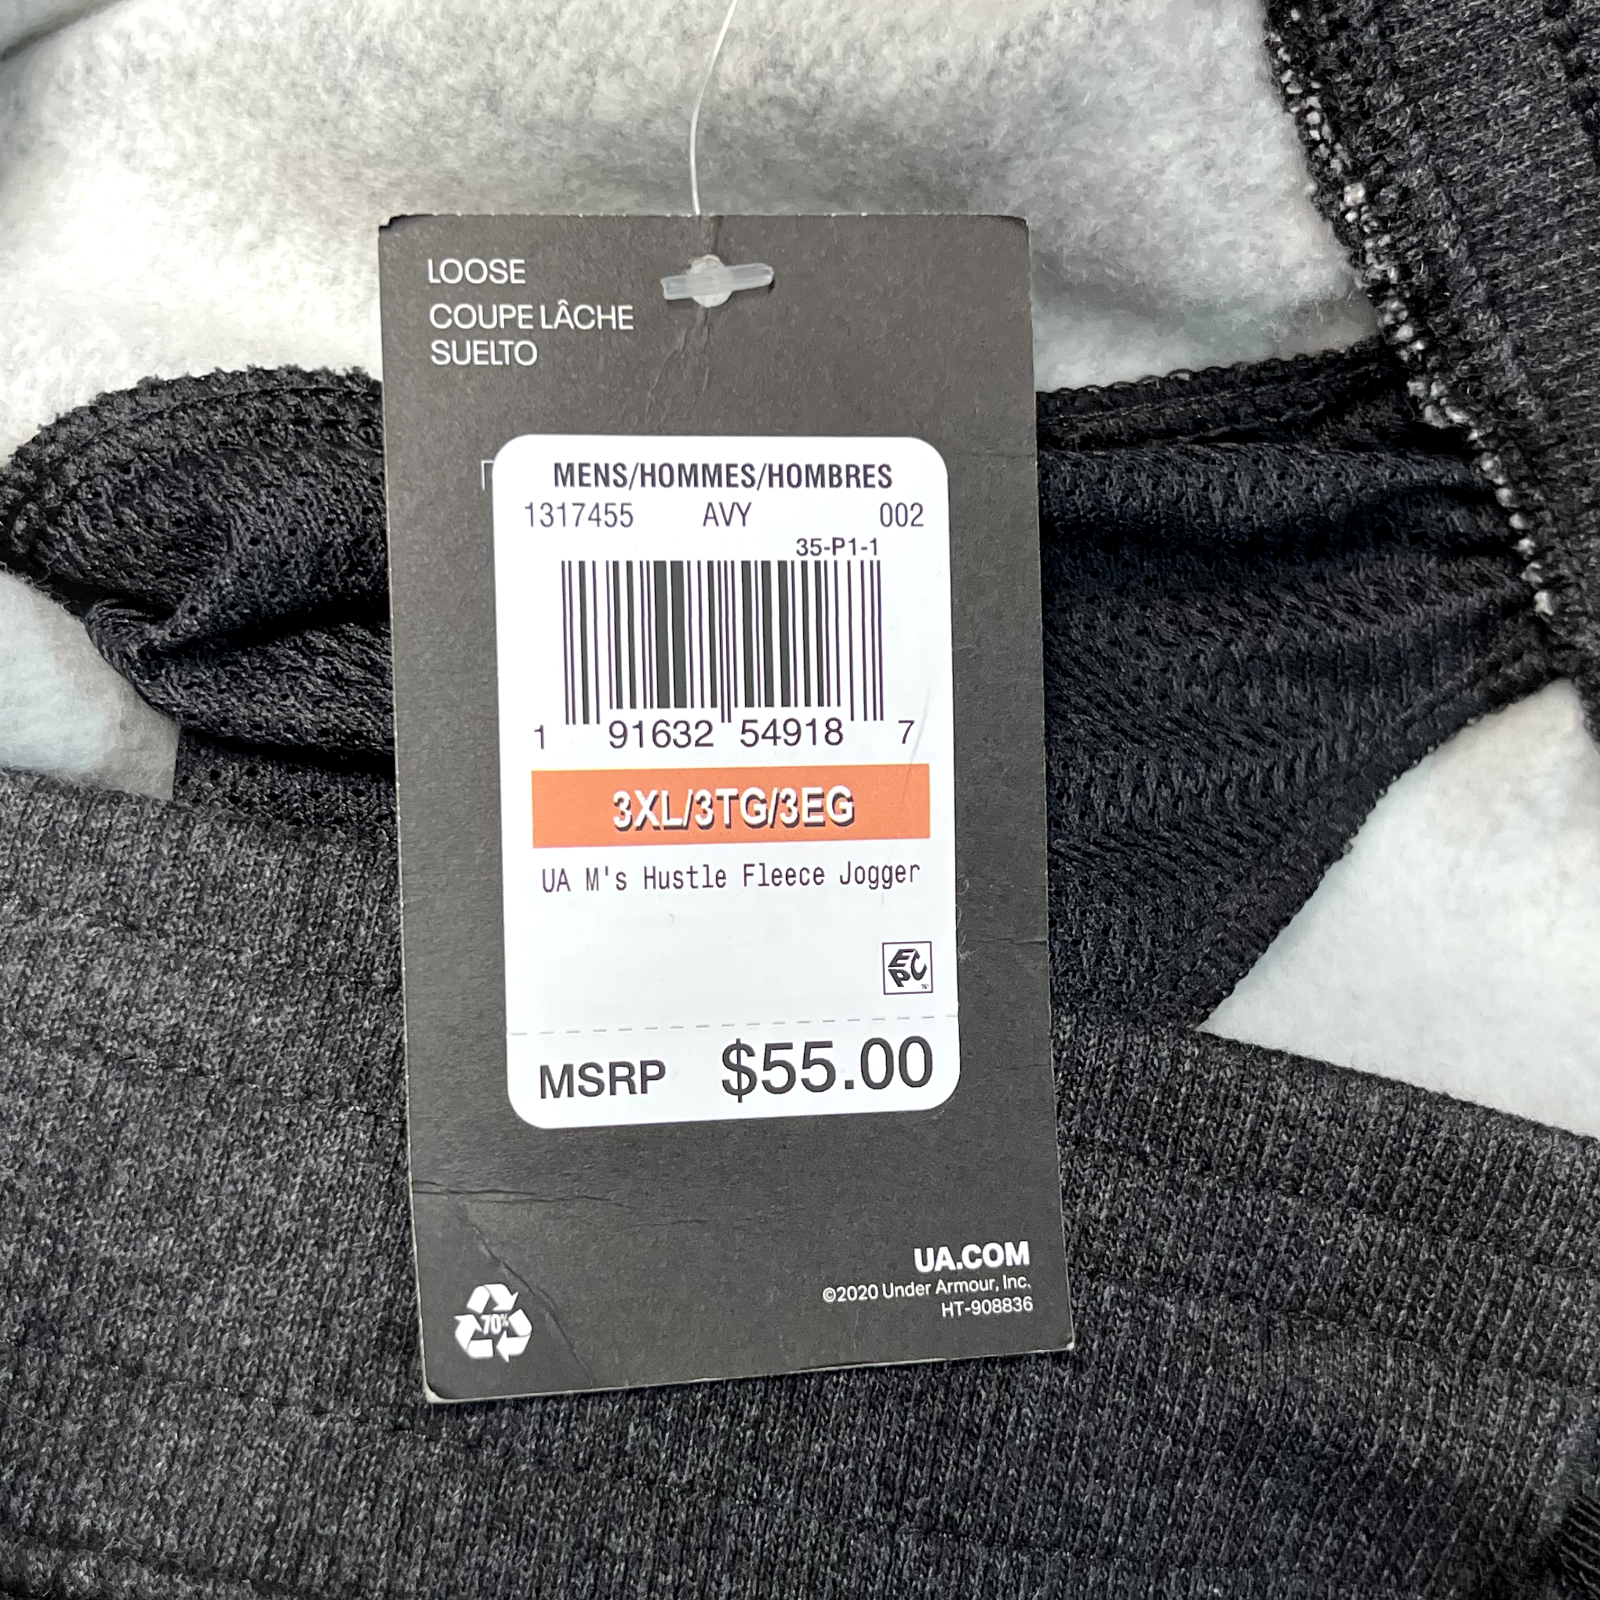 LOOSE
COUPE LÂCHE
SUELTO
MENS/HOMMES/HOMBRES
1317455 AVY 002
35-P1-1
1 91632 54918 7
3XL/3TG/3EG
UA M's Hustle Fleece Jogger
EPC
MSRP $55.00
UA.COM
©2020 Under Armour, Inc.
HT-908836
70%